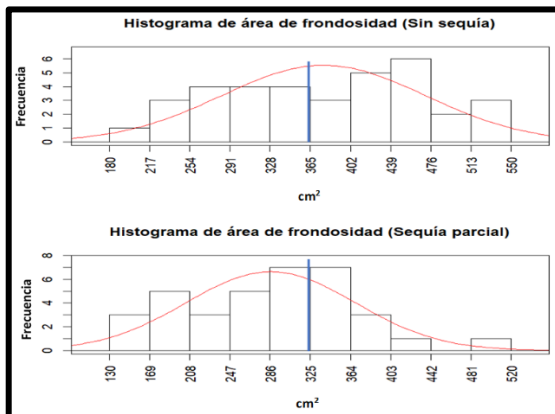 Histograma de área de frondosidad (Sin sequía)
Frecuencia
6
5
4
3
2
1
0
180 217 254 291 328 365 402 439 476 513 550
cm²
Histograma de área de frondosidad (Sequía parcial)
Frecuencia
8
6
4
2
0
130 169 208 247 286 325 364 403 442 481 520
cm²